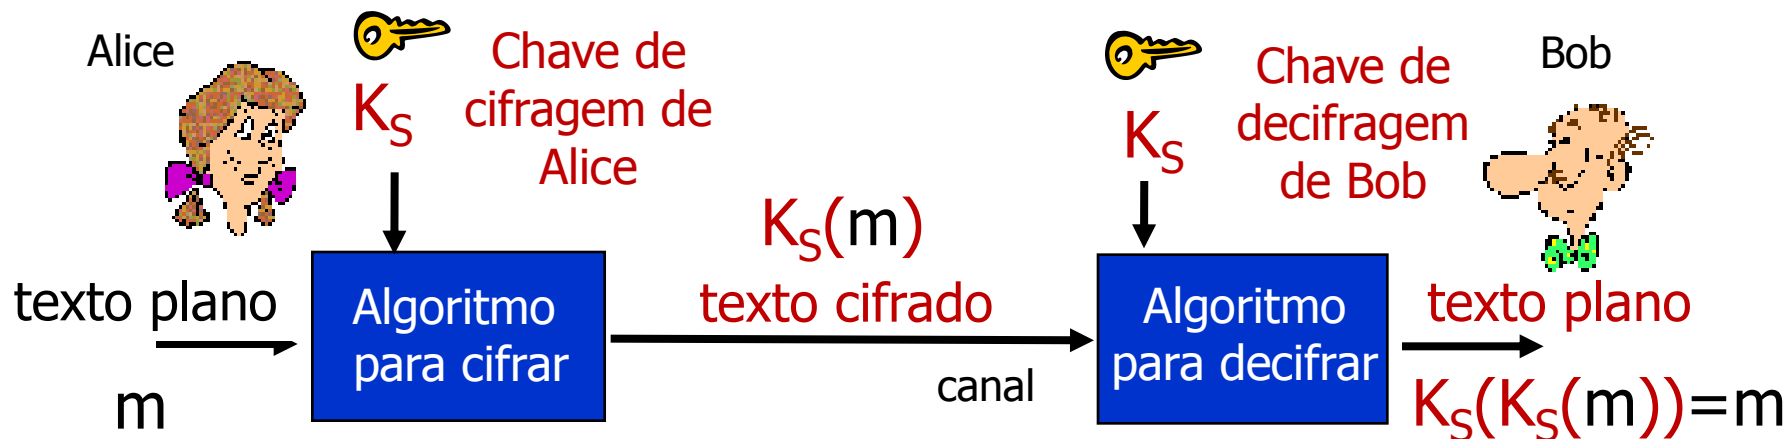 Alice
K_S
Chave de
cifragem de
Alice
K_S
Chave de
decifragem
de Bob
Bob
texto plano
m
Algoritmo
para cifrar
K_S(m)
texto cifrado
canal
Algoritmo
para decifrar
texto plano
K_S(K_S(m))=m